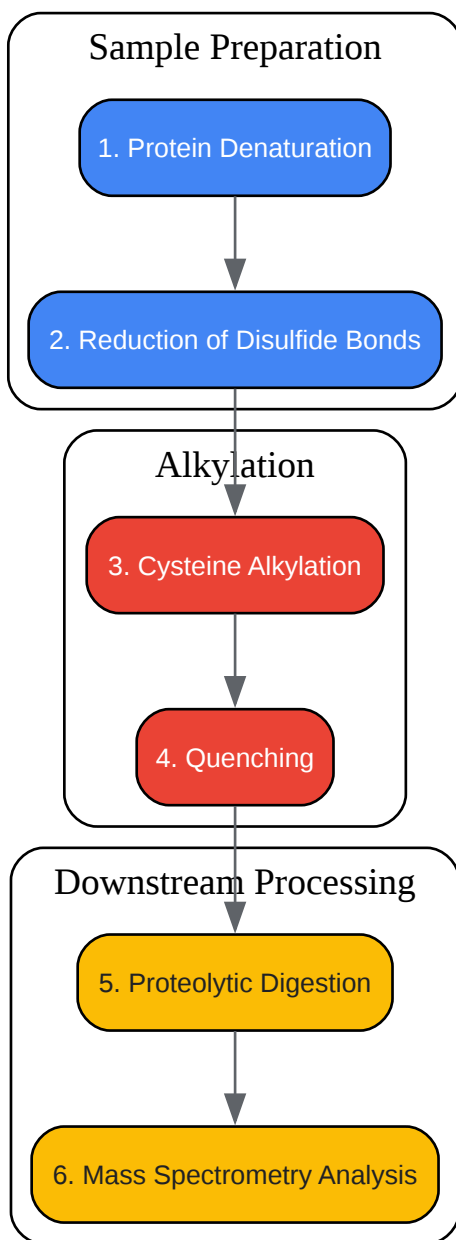 Sample Preparation
1. Protein Denaturation
2. Reduction of Disulfide Bonds
Alkylation
3. Cysteine Alkylation
4. Quenching
Downstream Processing
5. Proteolytic Digestion
6. Mass Spectrometry Analysis